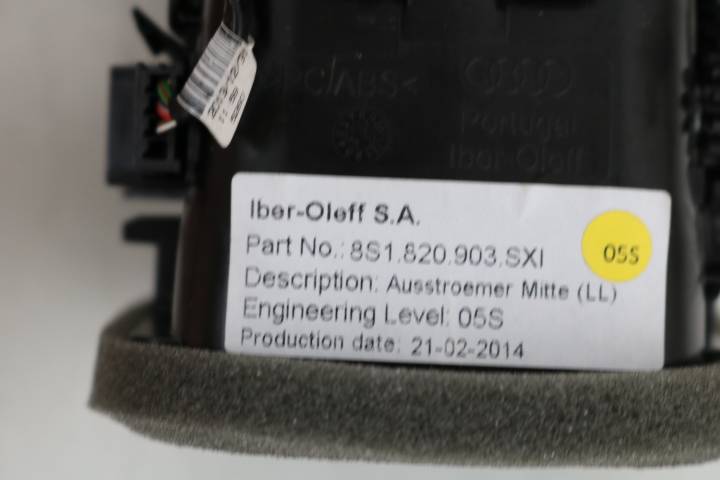 C/ABS<
Portugal
Iber-Oleff
Iber-Oleff S.A.
Part No.: 8S1.820.903.SXI
05S
Description: Ausstroemer Mitte (LL)
Engineering Level: 05S
Production date: 21-02-2014